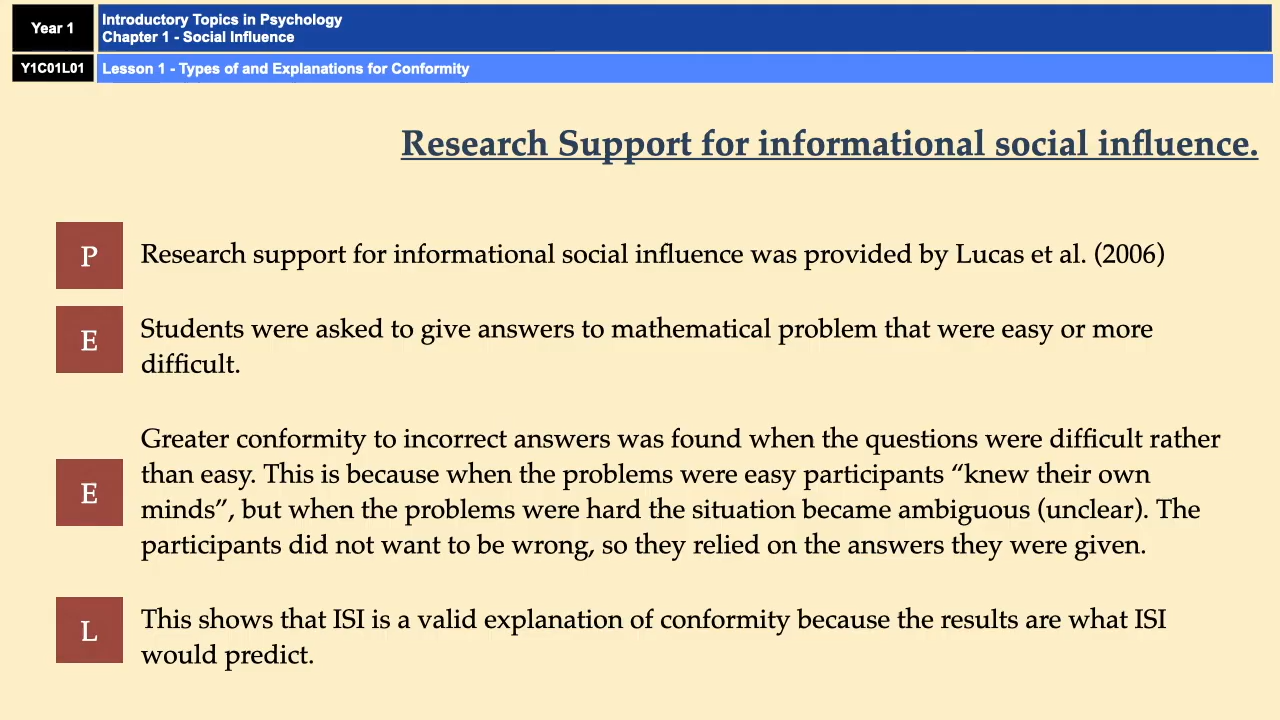 Year 1
Introductory Topics in Psychology
Chapter 1 - Social Influence
Y1C01L01
Lesson 1 - Types of and Explanations for Conformity
Research Support for informational social influence.
P
Research support for informational social influence was provided by Lucas et al. (2006)
E
Students were asked to give answers to mathematical problem that were easy or more
difficult.
E
Greater conformity to incorrect answers was found when the questions were difficult rather
than easy. This is because when the problems were easy participants “knew their own
minds”, but when the problems were hard the situation became ambiguous (unclear). The
participants did not want to be wrong, so they relied on the answers they were given.
L
This shows that ISI is a valid explanation of conformity because the results are what ISI
would predict.